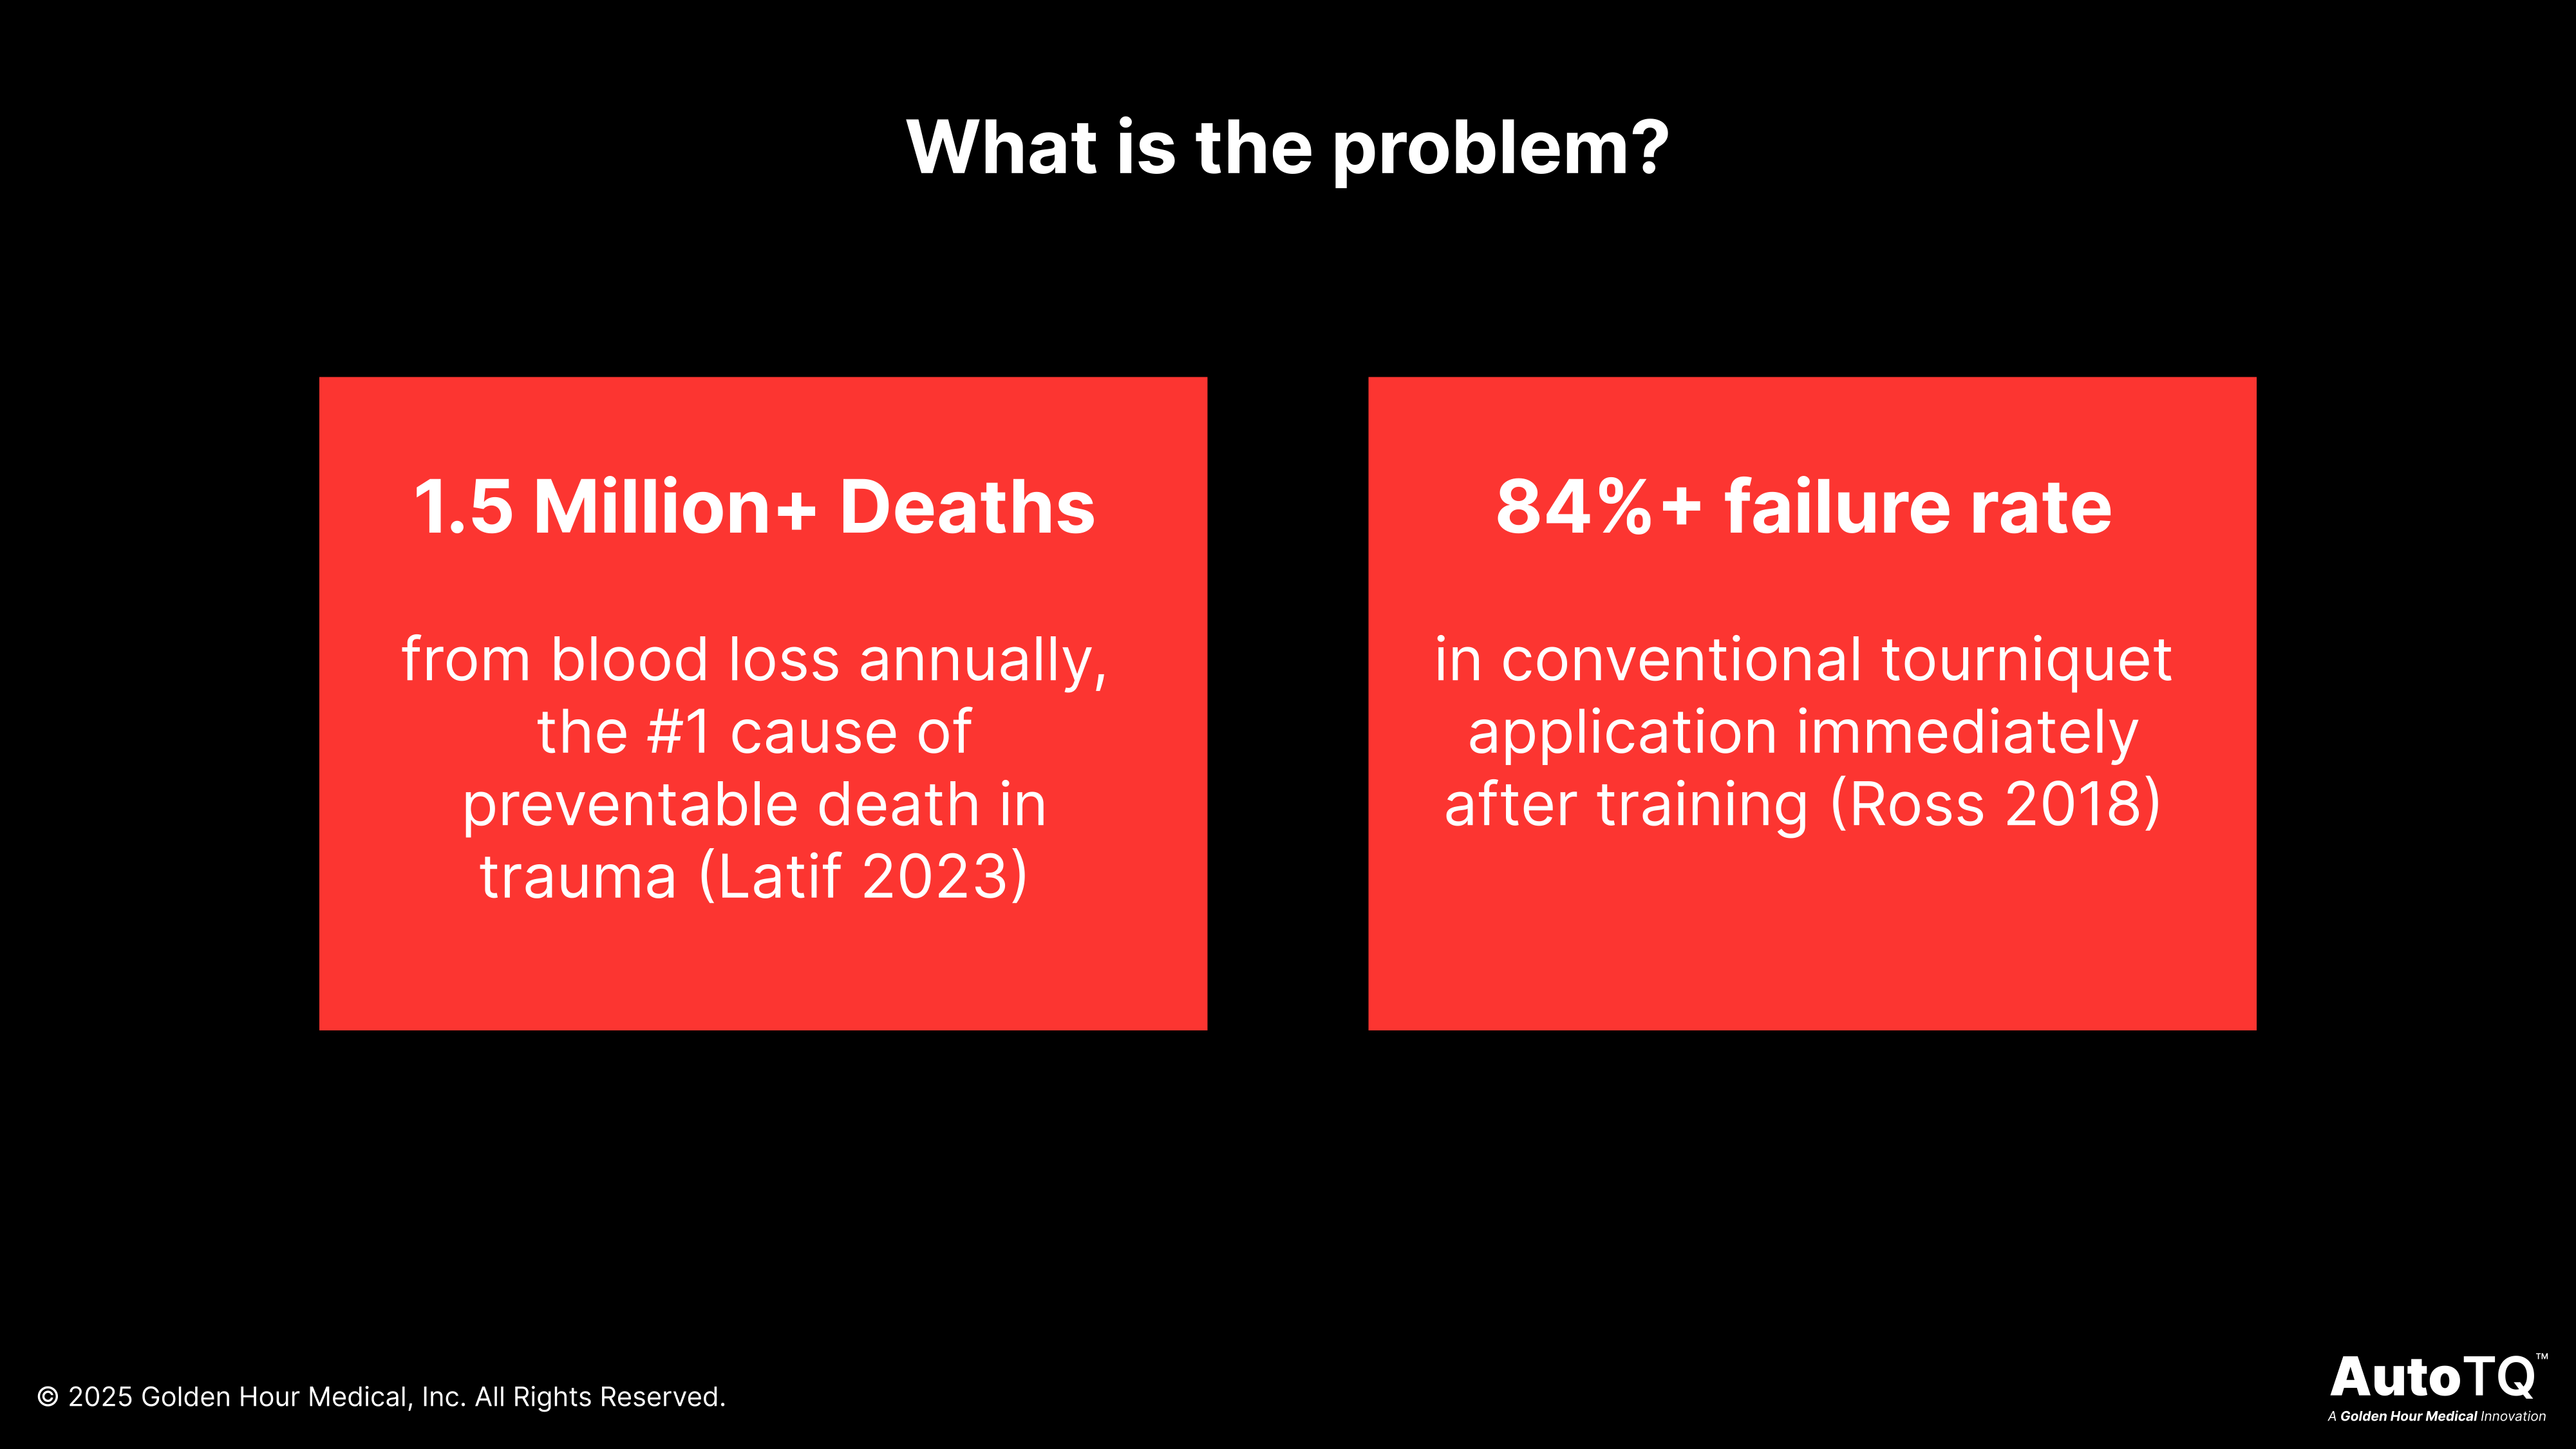 What is the problem?
1.5 Million+ Deaths
from blood loss annually,
the #1 cause of
preventable death in
trauma (Latif 2023)
84%+ failure rate
in conventional tourniquet
application immediately
after training (Ross 2018)
© 2025 Golden Hour Medical, Inc. All Rights Reserved.
AutoTQ™
A Golden Hour Medical Innovation